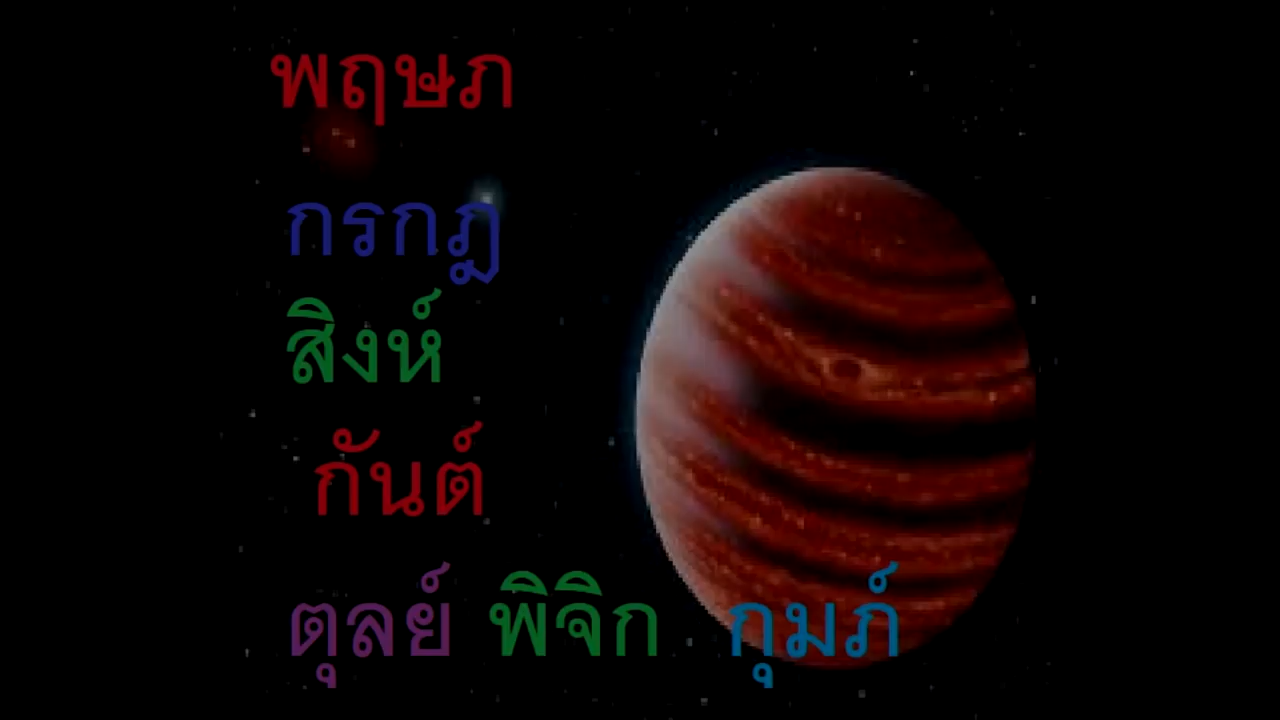 พฤษภ
กรกฎ
สิงห์
กันต์
ตุลย์ พิจิก กุมภ์